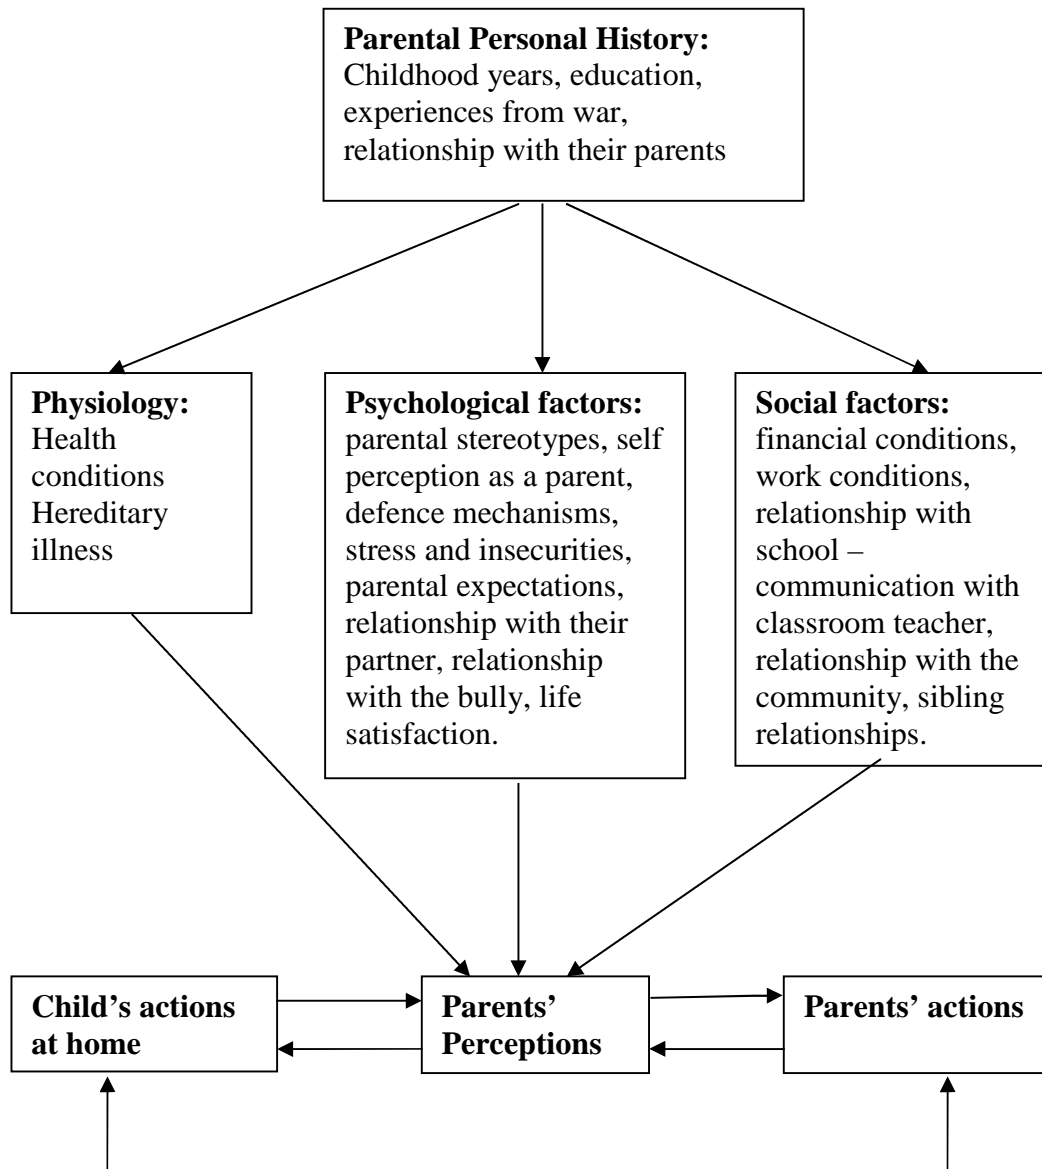 Parental Personal History:
Childhood years, education,
experiences from war,
relationship with their parents
Physiology:
Health
conditions
Hereditary
illness
Psychological factors:
parental stereotypes, self
perception as a parent,
defence mechanisms,
stress and insecurities,
parental expectations,
relationship with their
partner, relationship
with the bully, life
satisfaction.
Social factors:
financial conditions,
work conditions,
relationship with
school –
communication with
classroom teacher,
relationship with the
community, sibling
relationships.
Child’s actions
at home
Parents’
Perceptions
Parents’ actions